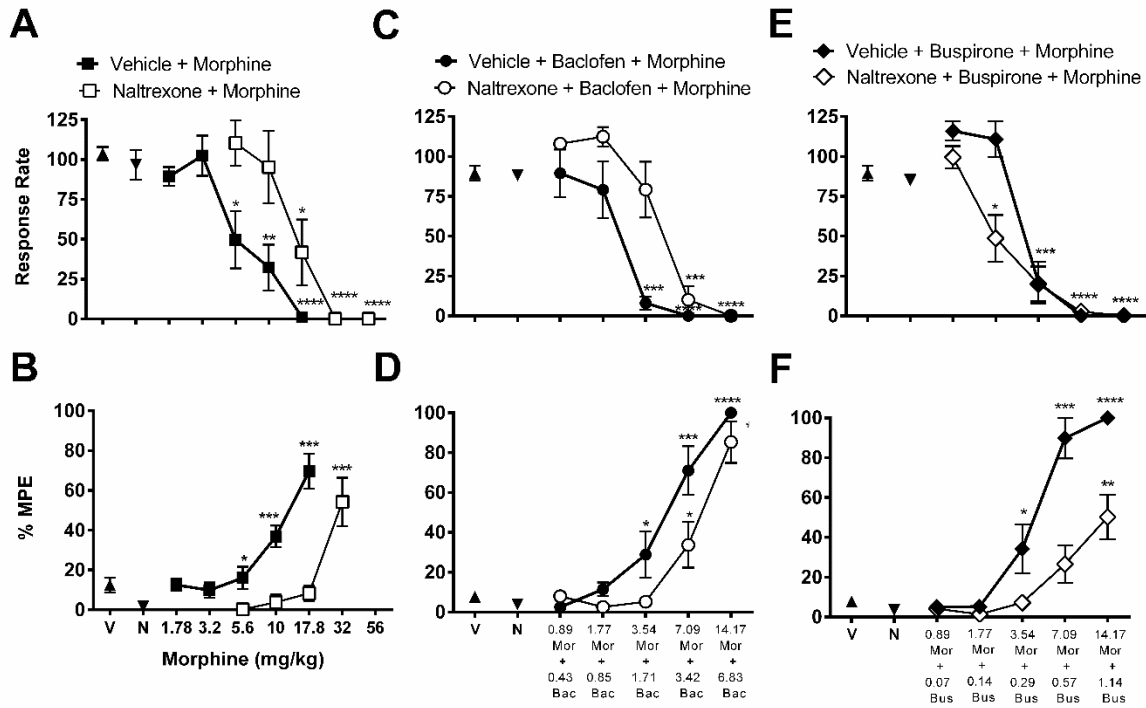 A
Vehicle + Morphine
Naltrexone + Morphine
125
100
75
50
25
0
Response Rate
*
**
****
*
****
****
C
Vehicle + Baclofen + Morphine
Naltrexone + Baclofen + Morphine
125
100
75
50
25
0
***
***
****
****
E
Vehicle + Buspirone + Morphine
Naltrexone + Buspirone + Morphine
125
100
75
50
25
0
*
***
****
****
B
100
80
60
40
20
0
% MPE
*
***
***
***
V N 1.78 3.2 5.6 10 17.8 32 56
Morphine (mg/kg)
D
100
80
60
40
20
0
*
***
****
*
V N 0.89 1.77 3.54 7.09 14.17
Mor Mor Mor Mor Mor
+ + + + +
0.43 0.85 1.71 3.42 6.83
Bac Bac Bac Bac Bac
F
100
80
60
40
20
0
*
***
****
**
V N 0.89 1.77 3.54 7.09 14.17
Mor Mor Mor Mor Mor
+ + + + +
0.07 0.14 0.29 0.57 1.14
Bus Bus Bus Bus Bus